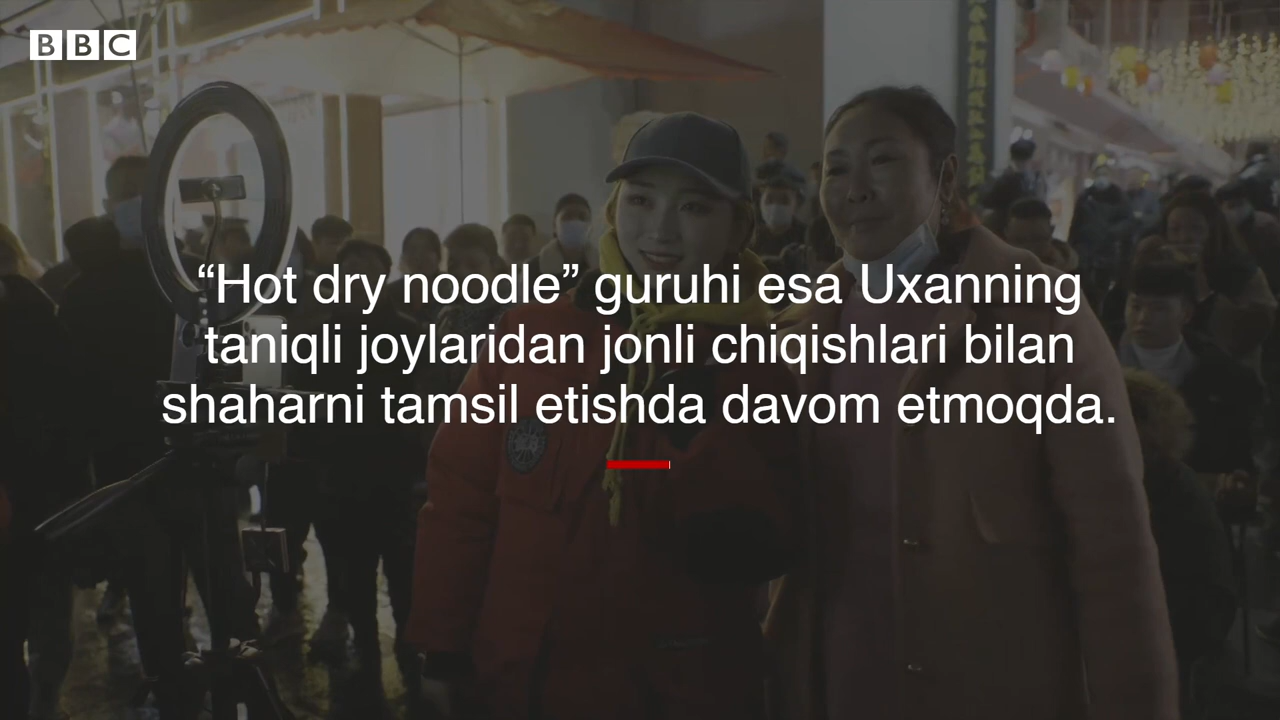 BBC
“Hot dry noodle” guruhi esa Uxanning
taniqli joylaridan jonli chiqishlari bilan
shaharni tamsil etishda davom etmoqda.